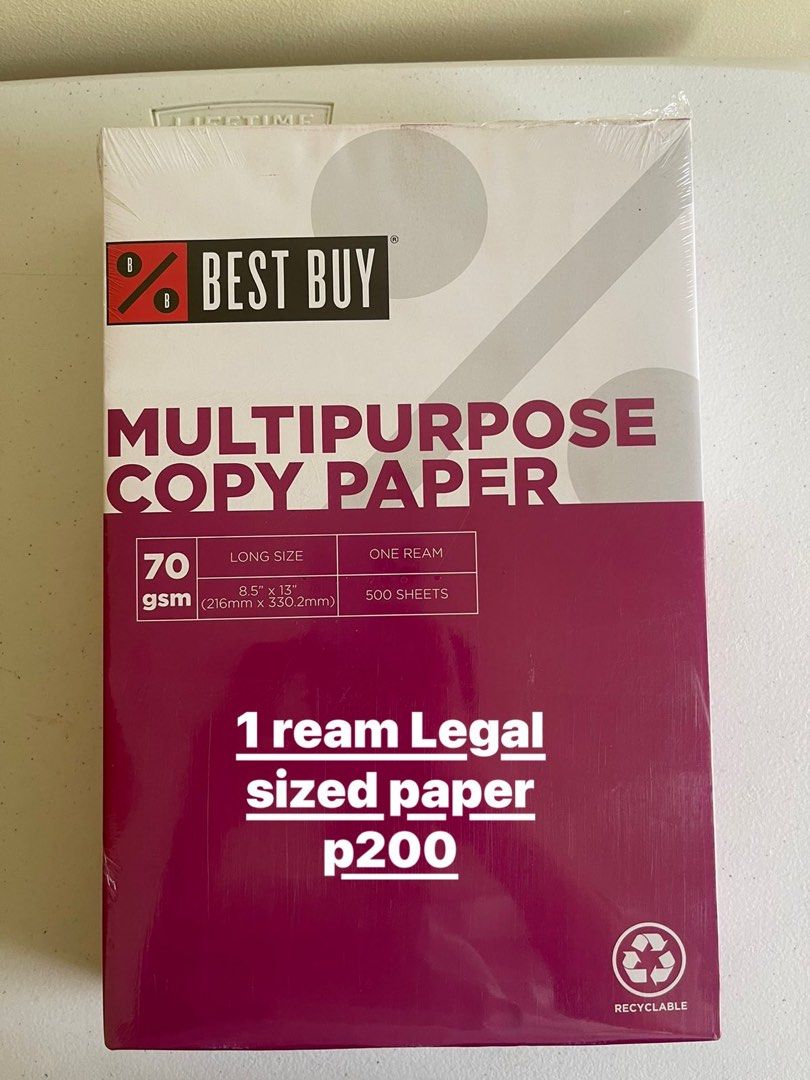 LIFETIME
B
B
BEST BUY®
MULTIPURPOSE
COPY PAPER
70
gsm
LONG SIZE
ONE REAM
8.5" x 13"
(216mm x 330.2mm)
500 SHEETS
1 ream Legal
sized paper
p200
RECYCLABLE